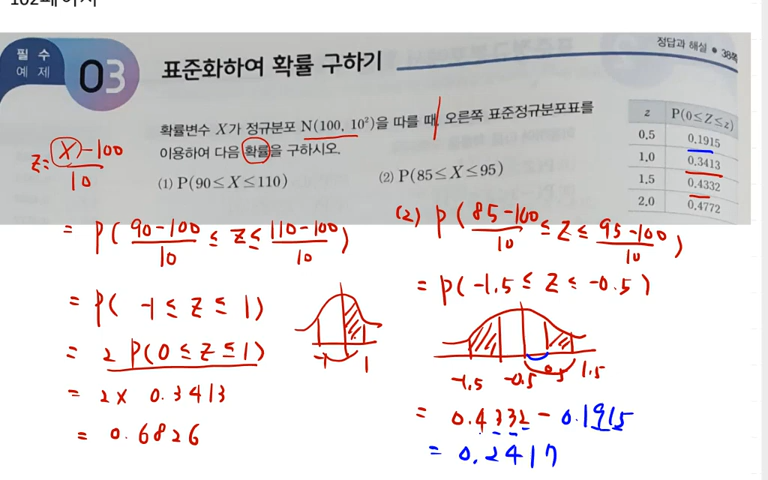 필수 예제 03 표준화하여 확률 구하기
정답과 해설 • 38쪽
확률변수 X가 정규분포 N(100, 10²)을 따를 때, 오른쪽 표준정규분포표를
이용하여 다음 확률을 구하시오.
(1) P(90≤X≤110) (2) P(85≤X≤95)
z P(0≤Z≤z)
0.5 0.1915
1.0 0.3413
1.5 0.4332
2.0 0.4772
Z = (X-100)/10
= P( (90-100)/10 ≤ Z ≤ (110-100)/10 )
= P( -1 ≤ Z ≤ 1)
= 2 P(0 ≤ Z ≤ 1)
-1 1
= 2 × 0.3413
= 0.6826
(2) P( (85-100)/10 ≤ Z ≤ (95-100)/10 )
= P(-1.5 ≤ Z ≤ -0.5)
-1.5 -0.5 0.5 1.5
= 0.4332 - 0.1915
= 0.2417